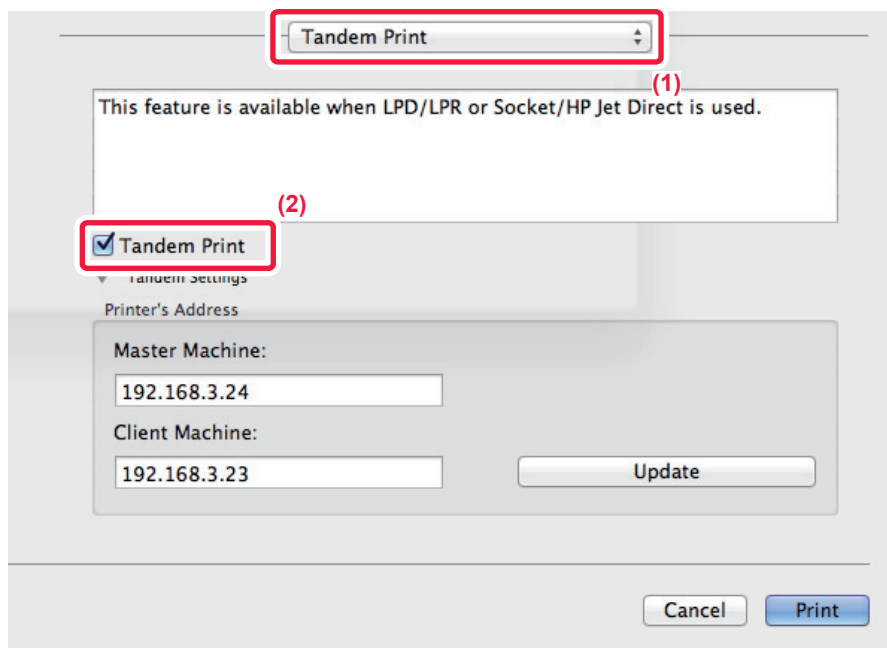 Tandem Print
(1)
This feature is available when LPD/LPR or Socket/HP Jet Direct is used.
(2)
Tandem Print
Tandem Settings
Printer's Address
Master Machine:
192.168.3.24
Client Machine:
192.168.3.23
Update
Cancel
Print